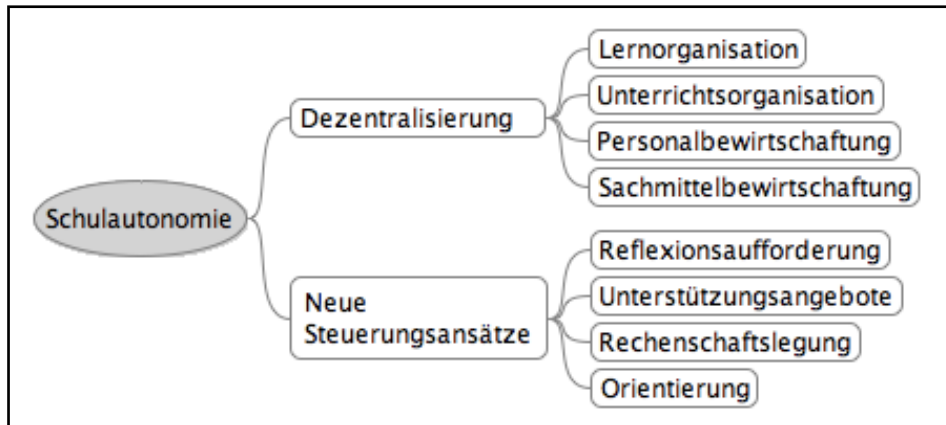 Schulautonomie
Dezentralisierung
Lernorganisation
Unterrichtsorganisation
Personalbewirtschaftung
Sachmittelbewirtschaftung
Neue
Steuerungsansätze
Reflexionsaufforderung
Unterstützungsangebote
Rechenschaftslegung
Orientierung